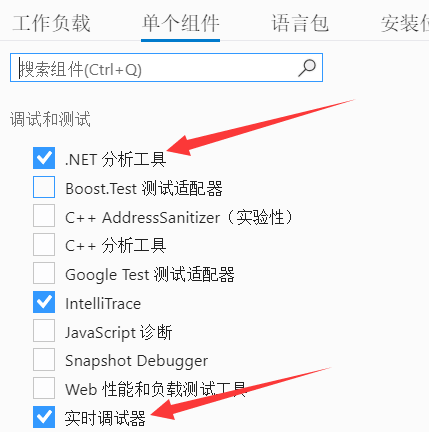 工作负载 单个组件 语言包 安装位
搜索组件(Ctrl+Q)
调试和测试
.NET 分析工具
Boost.Test 测试适配器
C++ AddressSanitizer（实验性）
C++ 分析工具
Google Test 测试适配器
IntelliTrace
JavaScript 诊断
Snapshot Debugger
Web 性能和负载测试工具
实时调试器